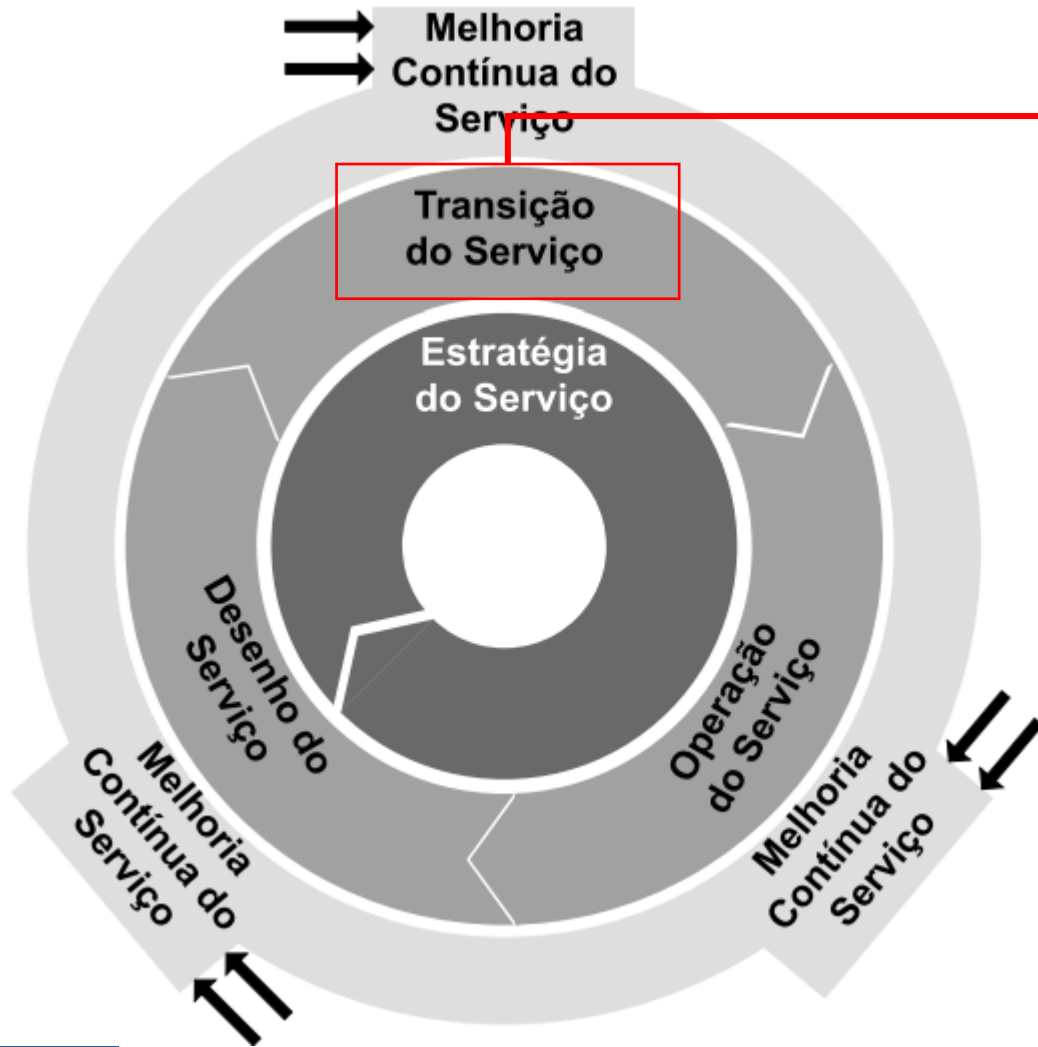 Melhoria
Contínua do
Serviço
Transição
do Serviço
Estratégia
do Serviço
Desenho do
Serviço
Operação
do Serviço
Melhoria
Contínua do
Serviço
Melhoria
Contínua do
Serviço